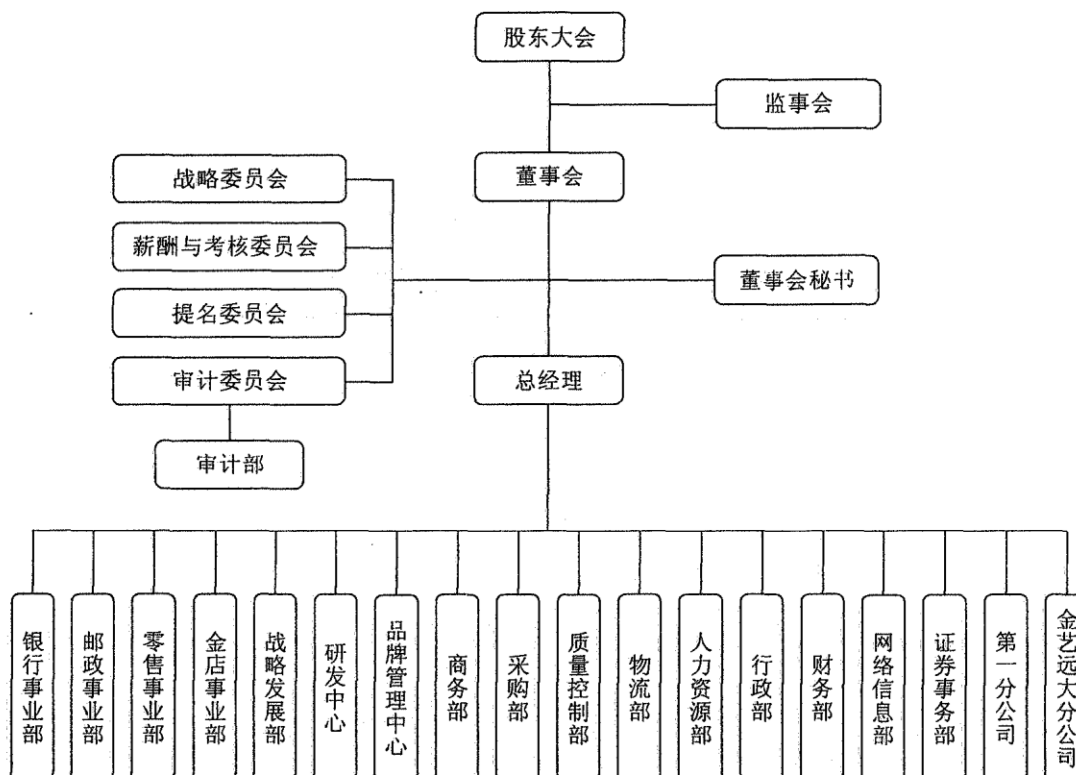 股东大会
监事会
董事会
战略委员会
薪酬与考核委员会
董事会秘书
提名委员会
审计委员会
总经理
审计部
银行事业部
邮政事业部
零售事业部
金店事业部
战略发展部
研发中心
品牌管理中心
商务部
采购部
质量控制部
物流部
人力资源部
行政部
财务部
网络信息部
证券事务部
第一分公司
金艺远大分公司